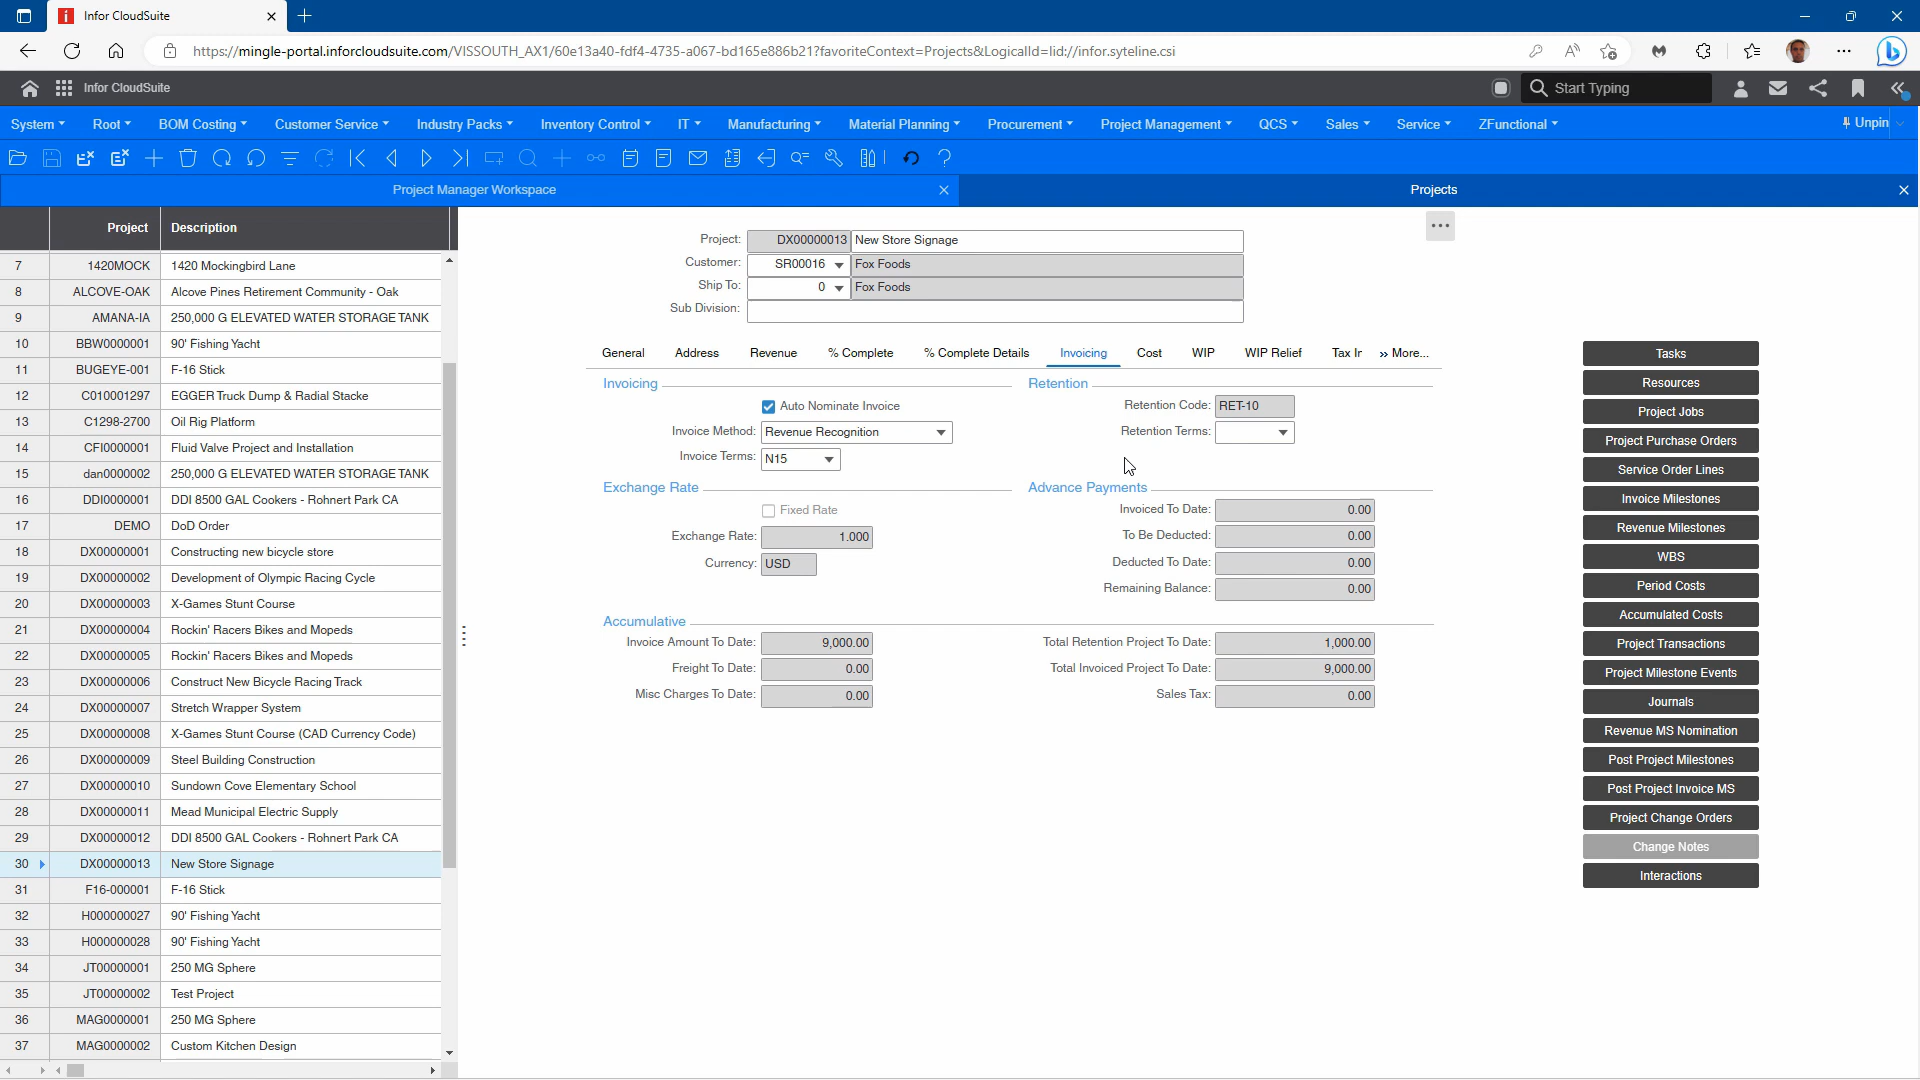 Infor CloudSuite
https://mingle-portal.inforcloudsuite.com/VISSOUTH_AX1/60e13a40-fdf4-4735-a067-bd165e886b21?favoriteContext=Projects&LogicalId=lid://infor.syteline.csi
Infor CloudSuite
Start Typing
System Root BOM Costing Customer Service Industry Packs Inventory Control IT Manufacturing Material Planning Procurement Project Management QCS Sales Service ZFunctional Unpin
Project Manager Workspace
Projects
Project Description
7 1420MOCK 1420 Mockingbird Lane
8 ALCOVE-OAK Alcove Pines Retirement Community - Oak
9 AMANA-IA 250,000 G ELEVATED WATER STORAGE TANK
10 BBW0000001 90' Fishing Yacht
11 BUGEYE-001 F-16 Stick
12 C010001297 EGGER Truck Dump & Radial Stacke
13 C1298-2700 Oil Rig Platform
14 CFI0000001 Fluid Valve Project and Installation
15 dan0000002 250,000 G ELEVATED WATER STORAGE TANK
16 DDI0000001 DDI 8500 GAL Cookers - Rohnert Park CA
17 DEMO DoD Order
18 DX00000001 Constructing new bicycle store
19 DX00000002 Development of Olympic Racing Cycle
20 DX00000003 X-Games Stunt Course
21 DX00000004 Rockin' Racers Bikes and Mopeds
22 DX00000005 Rockin' Racers Bikes and Mopeds
23 DX00000006 Construct New Bicycle Racing Track
24 DX00000007 Stretch Wrapper System
25 DX00000008 X-Games Stunt Course (CAD Currency Code)
26 DX00000009 Steel Building Construction
27 DX00000010 Sundown Cove Elementary School
28 DX00000011 Mead Municipal Electric Supply
29 DX00000012 DDI 8500 GAL Cookers - Rohnert Park CA
30 DX00000013 New Store Signage
31 F16-000001 F-16 Stick
32 H000000027 90' Fishing Yacht
33 H000000028 90' Fishing Yacht
34 JT00000001 250 MG Sphere
35 JT00000002 Test Project
36 MAG0000001 250 MG Sphere
37 MAG0000002 Custom Kitchen Design
Project: DX00000013 New Store Signage
Customer: SR00016 Fox Foods
Ship To: 0 Fox Foods
Sub Division:
General Address Revenue % Complete % Complete Details Invoicing Cost WIP WIP Relief Tax Ir » More...
Invoicing
Auto Nominate Invoice
Invoice Method: Revenue Recognition
Invoice Terms: N15
Retention
Retention Code: RET-10
Retention Terms:
Exchange Rate
Fixed Rate
Exchange Rate: 1.000
Currency: USD
Advance Payments
Invoiced To Date: 0.00
To Be Deducted: 0.00
Deducted To Date: 0.00
Remaining Balance: 0.00
Accumulative
Invoice Amount To Date: 9,000.00
Freight To Date: 0.00
Misc Charges To Date: 0.00
Total Retention Project To Date: 1,000.00
Total Invoiced Project To Date: 9,000.00
Sales Tax: 0.00
Tasks
Resources
Project Jobs
Project Purchase Orders
Service Order Lines
Invoice Milestones
Revenue Milestones
WBS
Period Costs
Accumulated Costs
Project Transactions
Project Milestone Events
Journals
Revenue MS Nomination
Post Project Milestones
Post Project Invoice MS
Project Change Orders
Change Notes
Interactions